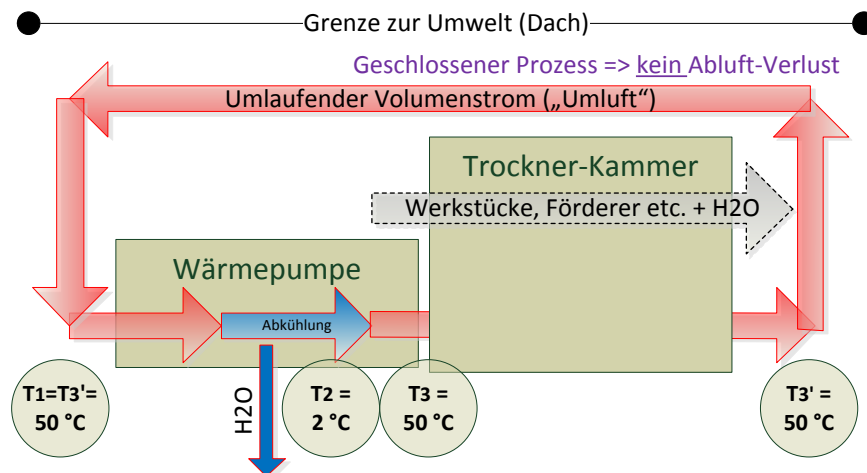 Grenze zur Umwelt (Dach)
Geschlossener Prozess => kein Abluft-Verlust
Umlaufender Volumenstrom („Umluft“)
Trockner-Kammer
Werkstücke, Förderer etc. + H2O
Wärmepumpe
Abkühlung
H2O
T1=T3'=
50 °C
T2 =
2 °C
T3 =
50 °C
T3' =
50 °C